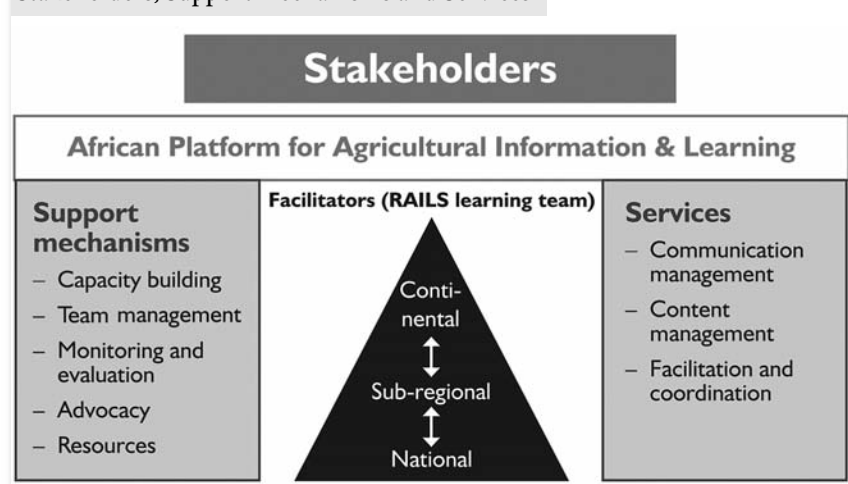 Stakeholders
African Platform for Agricultural Information & Learning
Support
mechanisms
– Capacity building
– Team management
– Monitoring and
evaluation
– Advocacy
– Resources
Facilitators (RAILS learning team)
Conti-
nental
Sub-regional
National
Services
– Communication
management
– Content
management
– Facilitation and
coordination